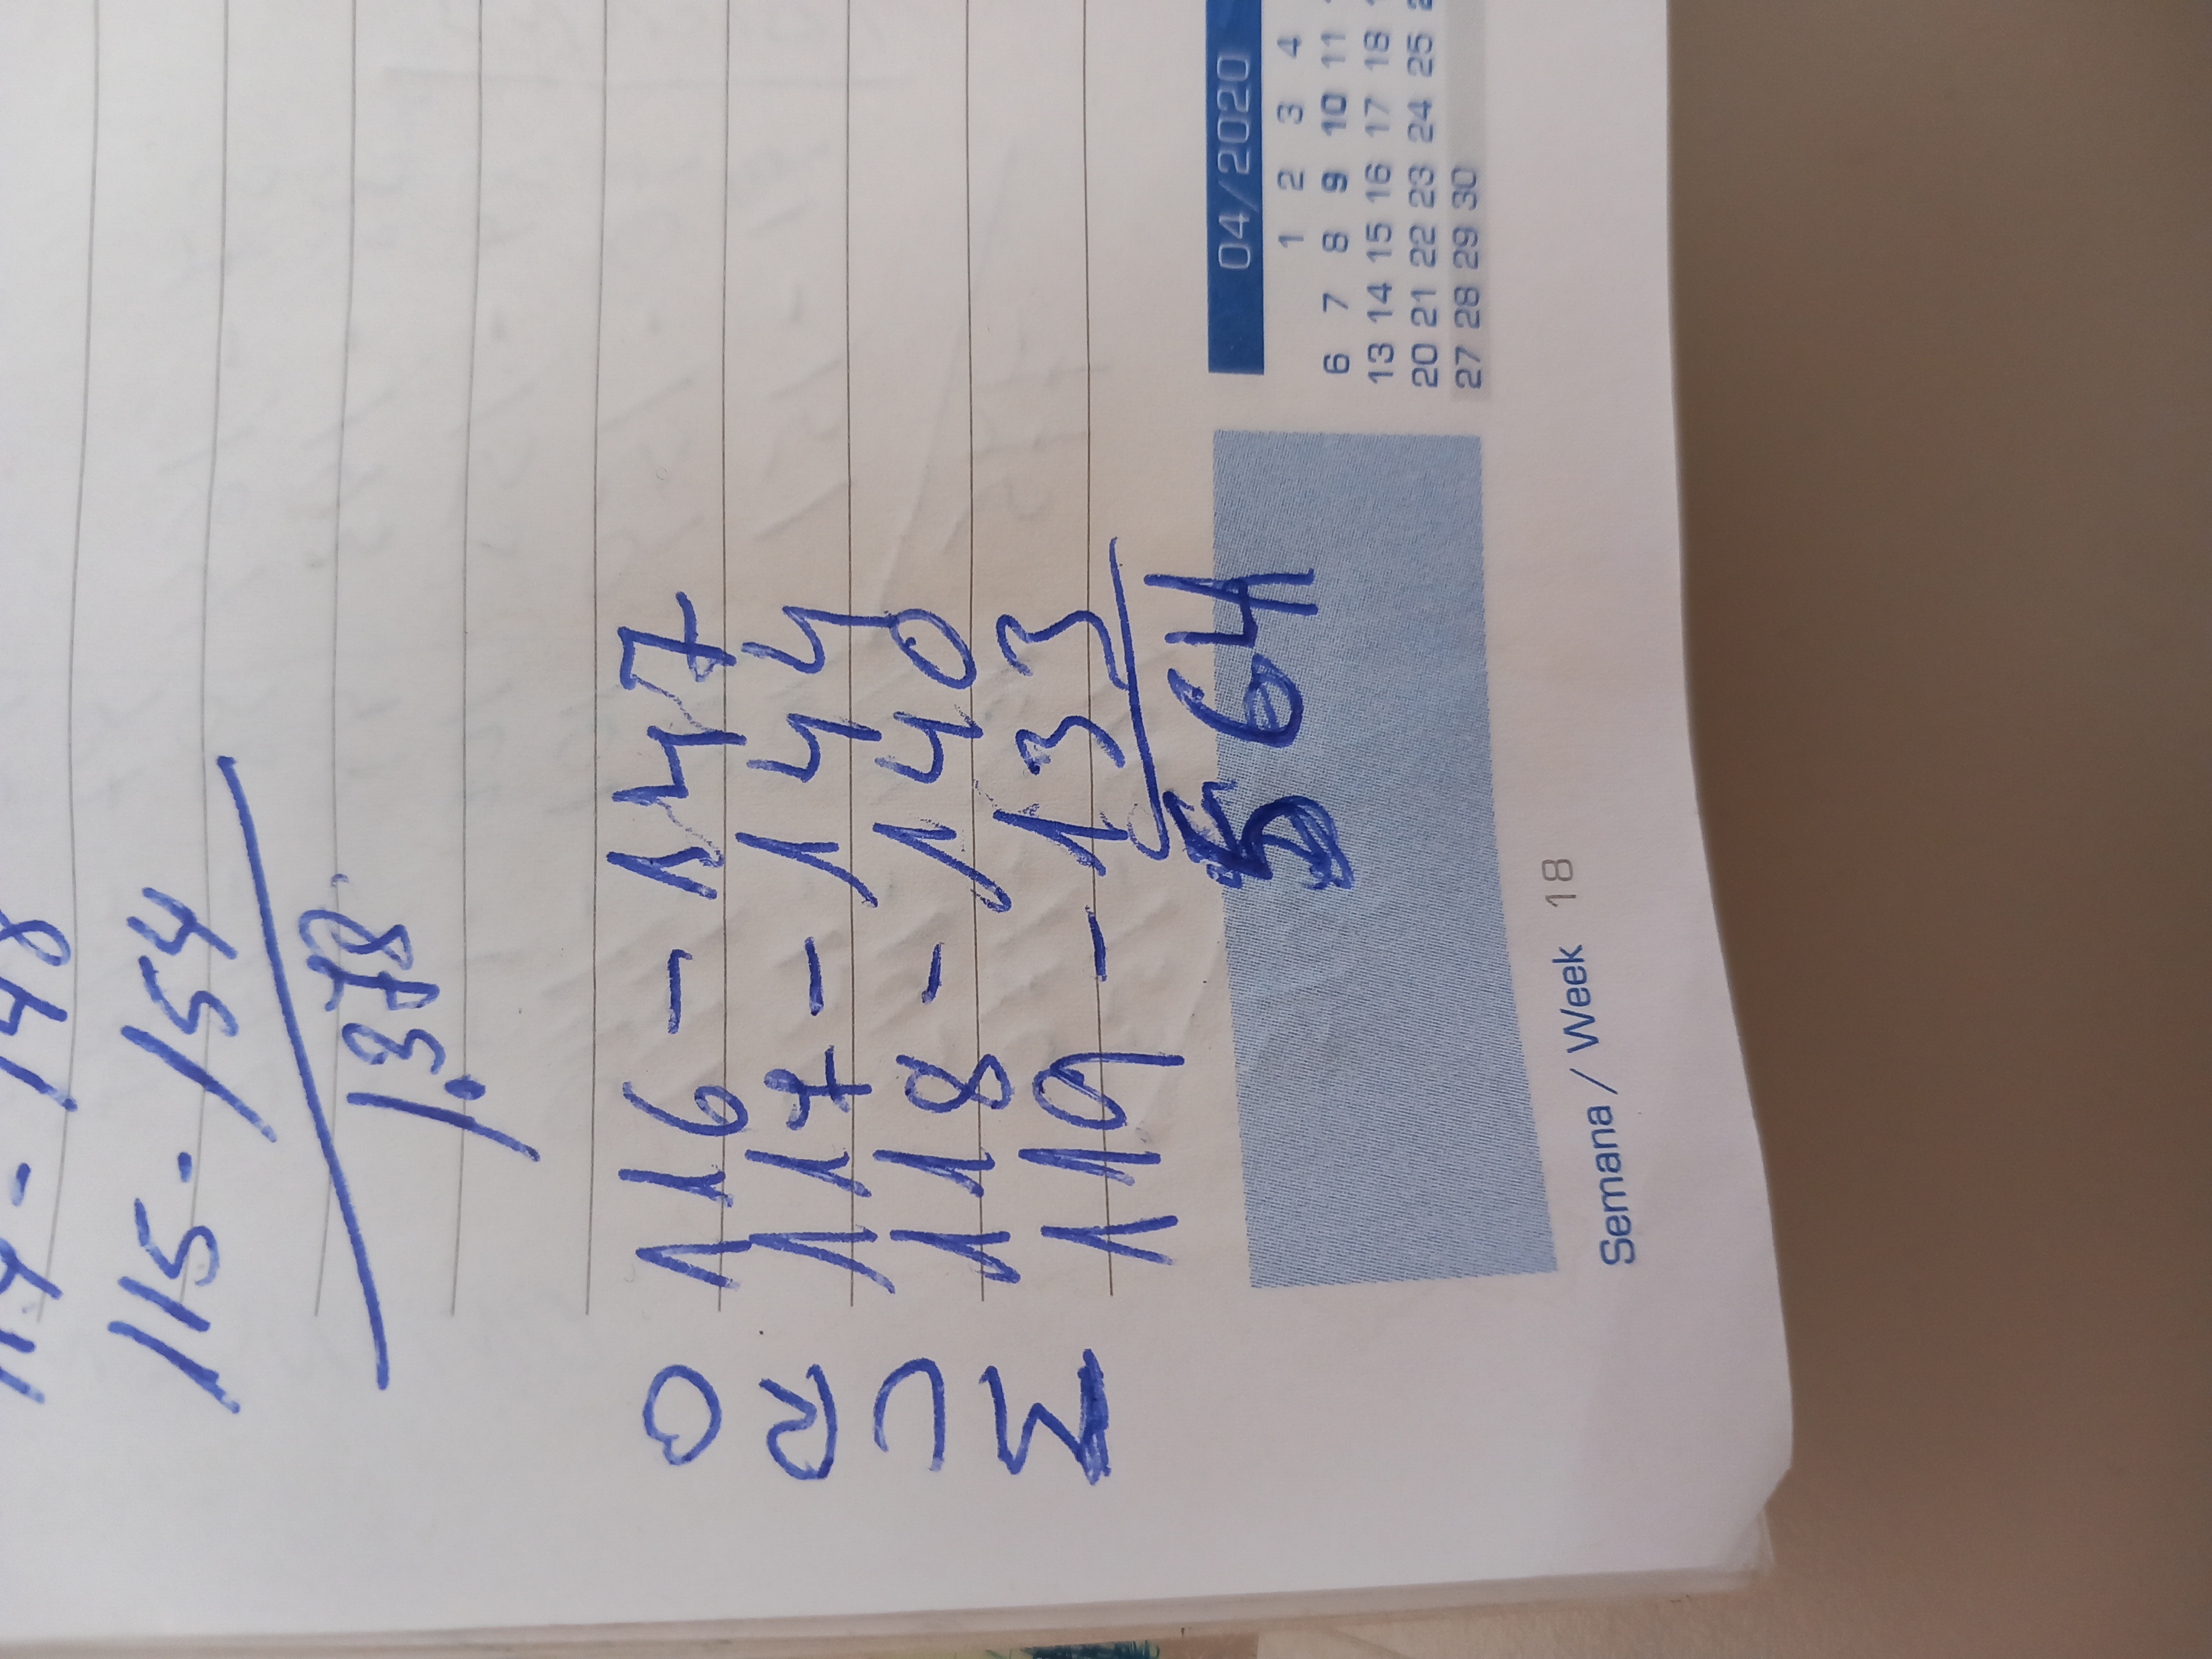 - 148
115 - 154
1.378
116 - 147
117 - 144
118 - 140
119 - 133
564
04/2020
1 2 3 4
6 7 8 9 10 11
13 14 15 16 17 18
20 21 22 23 24 25
27 28 29 30
Semana / Week 18